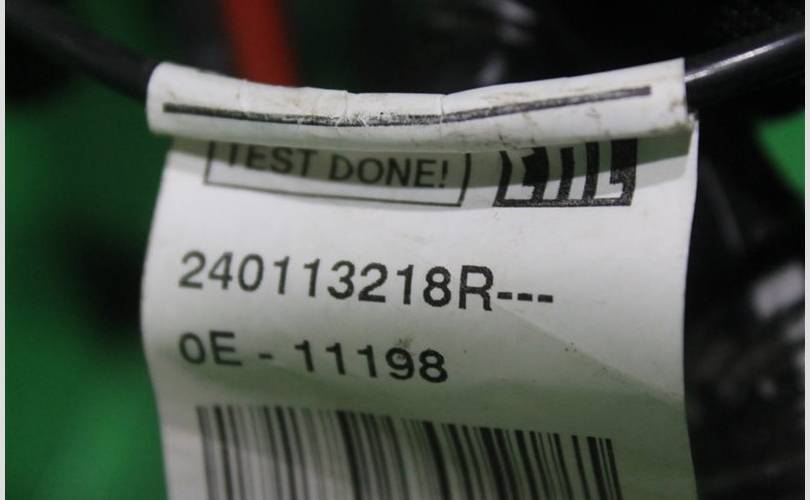 TEST DONE!
240113218R---
0E - 11198